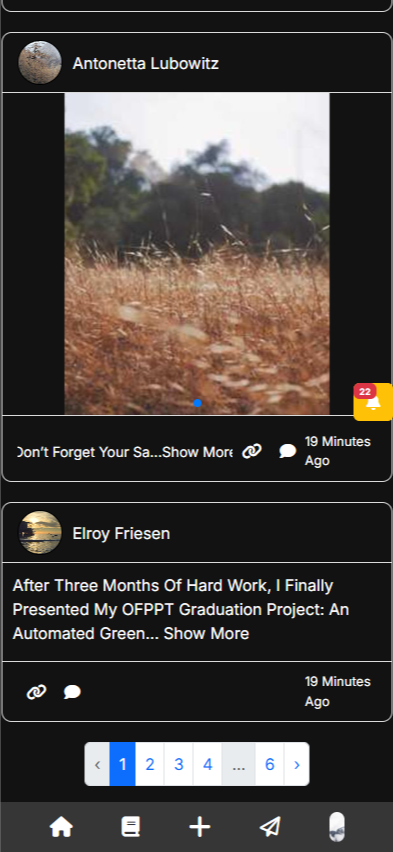 Antonetta Lubowitz
22
Don't Forget Your Sa...Show More
19 Minutes
Ago
Elroy Friesen
After Three Months Of Hard Work, I Finally
Presented My OFPPT Graduation Project: An
Automated Green... Show More
19 Minutes
Ago
‹ 1 2 3 4 ... 6 ›